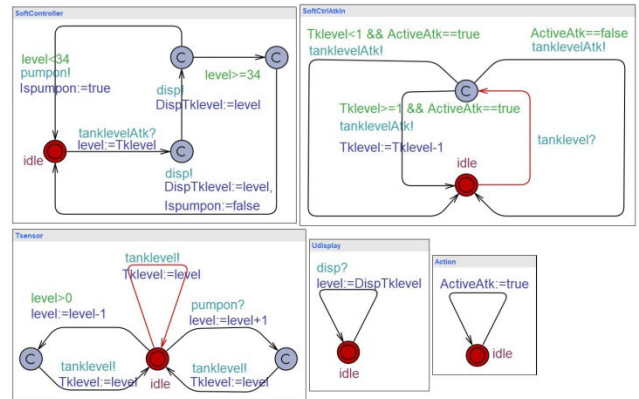 SoftController
level<34
pumpon!
Ispumpon:=true
level>=34
disp!
DispTklevel:=level
tanklevelAtk?
level:=Tklevel
idle
disp!
DispTklevel:=level,
Ispumpon:=false
SoftCtrlAtkIn
Tklevel<1 && ActiveAtk==true
tanklevelAtk!
ActiveAtk==false
tanklevelAtk!
Tklevel>=1 && ActiveAtk==true
tanklevelAtk!
Tklevel:=Tklevel-1
tanklevel?
idle
Tsensor
tanklevel!
Tklevel:=level
level>0
level:=level-1
pumpon?
level:=level+1
tanklevel!
Tklevel:=level
tanklevel!
Tklevel:=level
idle
Udisplay
disp?
level:=DispTklevel
idle
Action
ActiveAtk:=true
idle
C
C
C
C
C
C